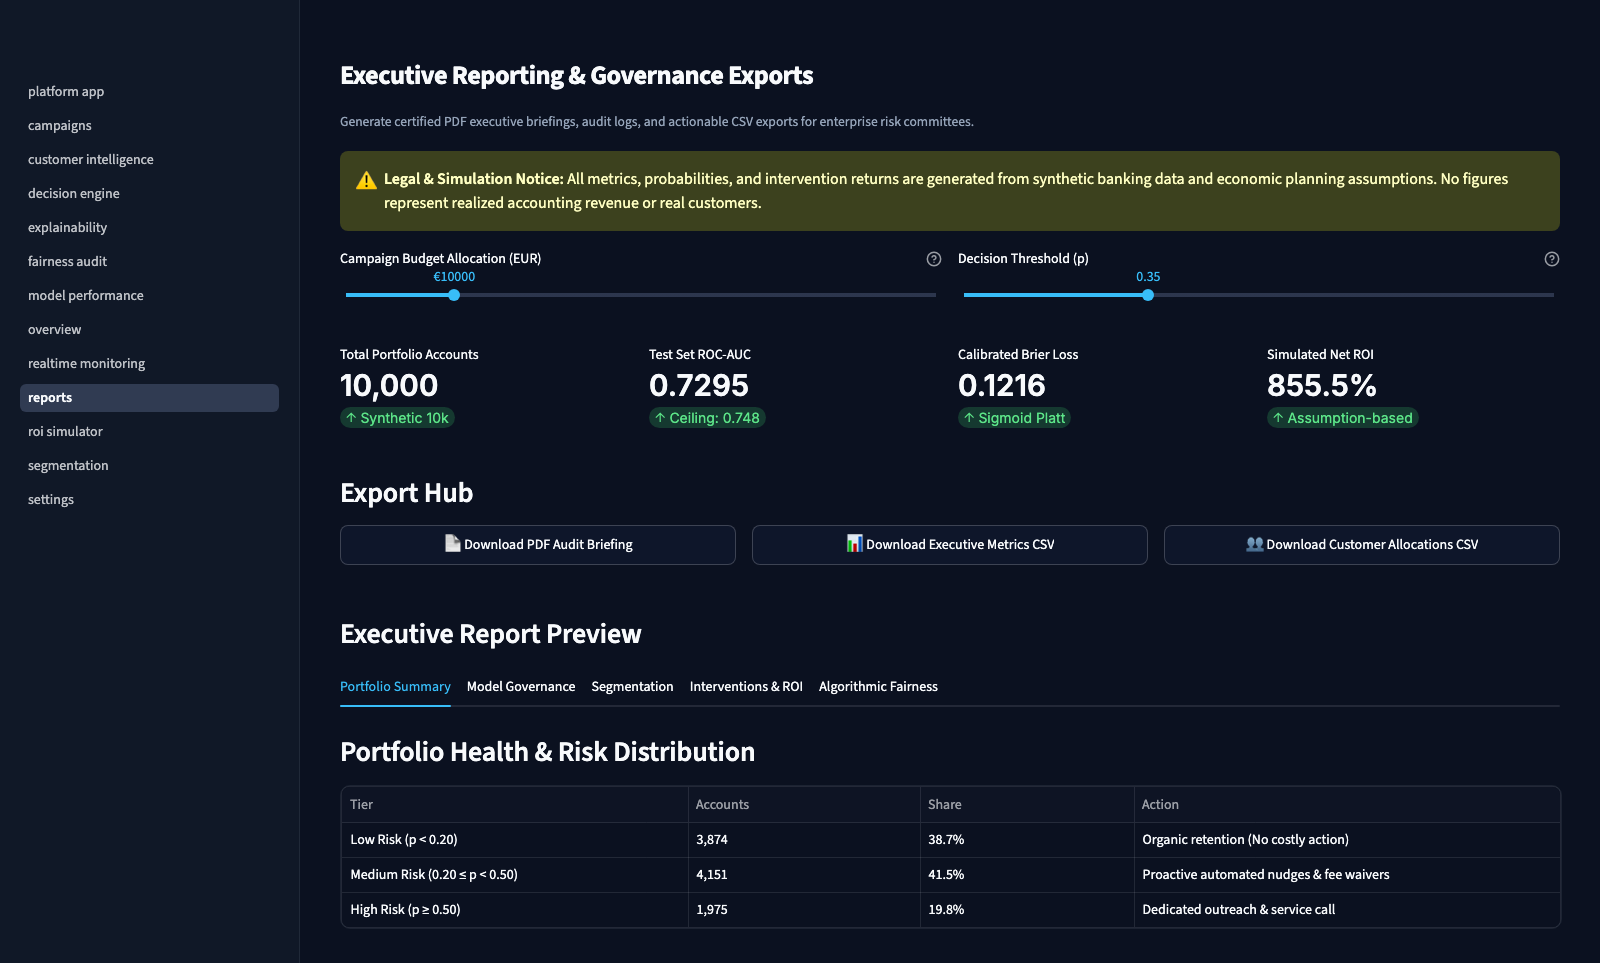 platform app
campaigns
customer intelligence
decision engine
explainability
fairness audit
model performance
overview
realtime monitoring
reports
roi simulator
segmentation
settings
Executive Reporting & Governance Exports
Generate certified PDF executive briefings, audit logs, and actionable CSV exports for enterprise risk committees.
Legal & Simulation Notice: All metrics, probabilities, and intervention returns are generated from synthetic banking data and economic planning assumptions. No figures
represent realized accounting revenue or real customers.
Campaign Budget Allocation (EUR)
€10000
Decision Threshold (p)
0.35
Total Portfolio Accounts
10,000
↑ Synthetic 10k
Test Set ROC-AUC
0.7295
↑ Ceiling: 0.748
Calibrated Brier Loss
0.1216
↑ Sigmoid Platt
Simulated Net ROI
855.5%
↑ Assumption-based
Export Hub
Download PDF Audit Briefing
Download Executive Metrics CSV
Download Customer Allocations CSV
Executive Report Preview
Portfolio Summary Model Governance Segmentation Interventions & ROI Algorithmic Fairness
Portfolio Health & Risk Distribution
Tier Accounts Share Action
Low Risk (p < 0.20) 3,874 38.7% Organic retention (No costly action)
Medium Risk (0.20 ≤ p < 0.50) 4,151 41.5% Proactive automated nudges & fee waivers
High Risk (p ≥ 0.50) 1,975 19.8% Dedicated outreach & service call